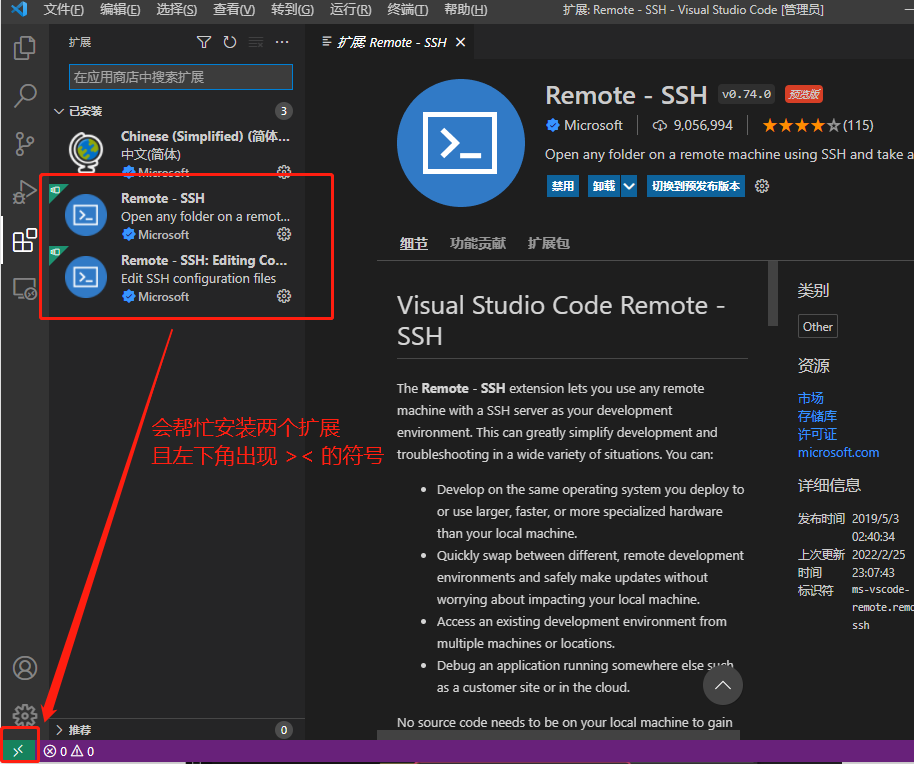 文件(F) 编辑(E) 选择(S) 查看(V) 转到(G) 运行(R) 终端(T) 帮助(H) 扩展: Remote - SSH - Visual Studio Code [管理员]
扩展
在应用商店中搜索扩展
已安装 3
Chinese (Simplified) (简体...
中文(简体)
Microsoft
Remote - SSH
Open any folder on a remot...
Microsoft
Remote - SSH: Editing Co...
Edit SSH configuration files
Microsoft
会帮忙安装两个扩展
且左下角出现 >< 的符号
推荐 0
0 0
扩展: Remote - SSH
Remote - SSH v0.74.0 预览版
Microsoft 9,056,994 (115)
Open any folder on a remote machine using SSH and take a
禁用 卸载 切换到预发布版本
细节 功能贡献 扩展包
Visual Studio Code Remote -
SSH
The Remote - SSH extension lets you use any remote
machine with a SSH server as your development
environment. This can greatly simplify development and
troubleshooting in a wide variety of situations. You can:
• Develop on the same operating system you deploy to
or use larger, faster, or more specialized hardware
than your local machine.
• Quickly swap between different, remote development
environments and safely make updates without
worrying about impacting your local machine.
• Access an existing development environment from
multiple machines or locations.
• Debug an application running somewhere else such
as a customer site or in the cloud.
No source code needs to be on your local machine to gain
类别
Other
资源
市场
存储库
许可证
microsoft.com
详细信息
发布时间 2019/5/3
02:40:34
上次更新 2022/2/25
时间 23:07:43
标识符 ms-vscode-
remote.remo
ssh